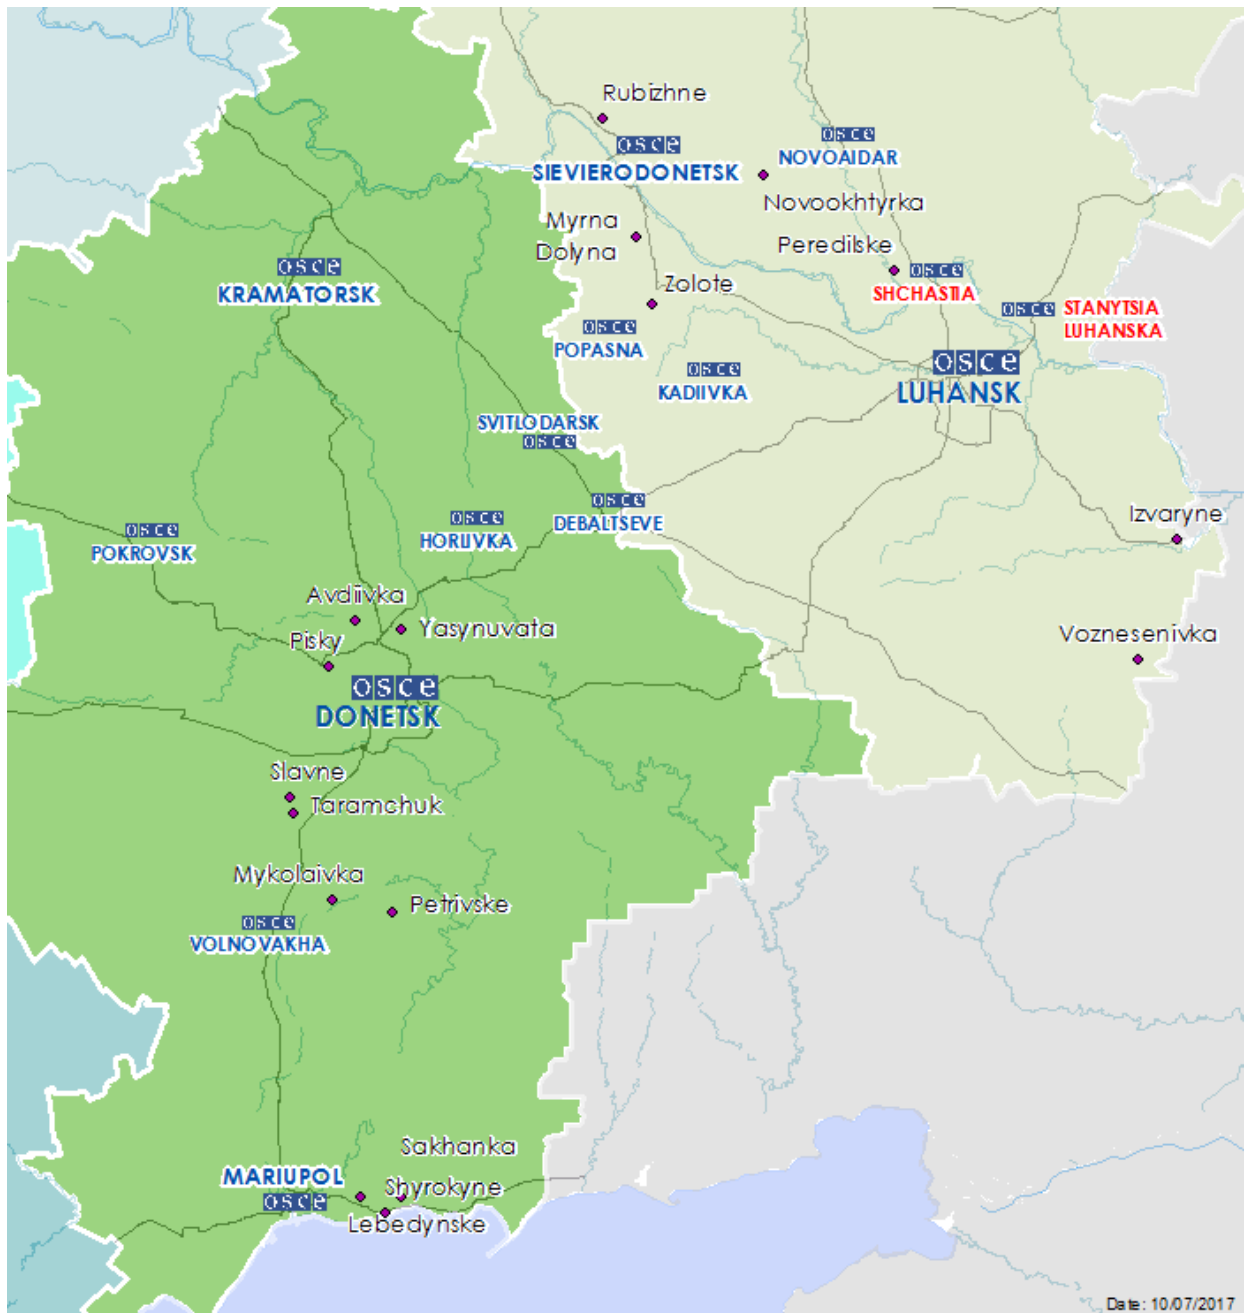 Rubizhne
osce
NOVOAIDAR
osce
SIEVIERODONETSK
Novookhtyrka
Myrna
Dolyna
Peredilske
osce
SHCHASTIA
osce
KRAMATORSK
Zolote
osce
STANYTSIA
LUHANSKA
osce
POPASNA
osce
KADIIVKA
osce
LUHANSK
SVITLODARSK
osce
osce
DEBALTSEVE
osce
HORLIVKA
osce
POKROVSK
Izvaryne
Avdiivka
Yasynuvata
Pisky
Voznesenivka
osce
DONETSK
Slavne
Taramchuk
Mykolaivka
Petrivske
osce
VOLNOVAKHA
Sakhanka
MARIUPOL
osce
Shyrokyne
Lebedynske
Date: 10/07/2017